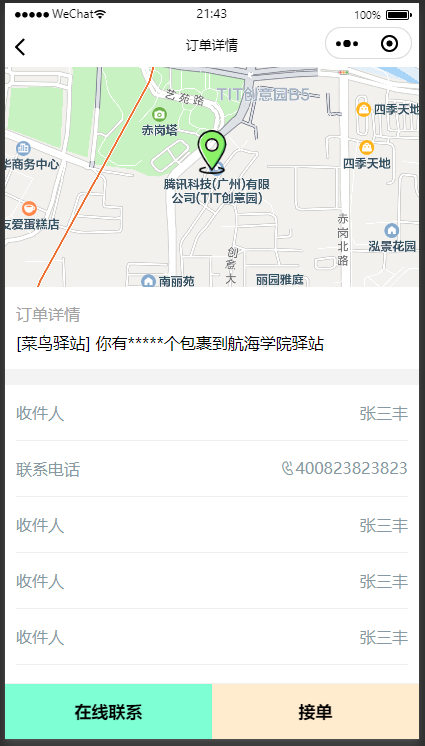 WeChat
21:43
100%
订单详情
艺苑路
TIT创意园B5
赤岗塔
四季天地
华商务中心
四季天地
腾讯科技(广州)有限
公司(TIT创意园)
友爱蛋糕店
赤岗北路
泓景花园
创意大
南丽苑
丽园雅庭
订单详情
[菜鸟驿站] 你有*****个包裹到航海学院驿站
收件人 张三丰
联系电话 400823823823
收件人 张三丰
收件人 张三丰
收件人 张三丰
在线联系 接单